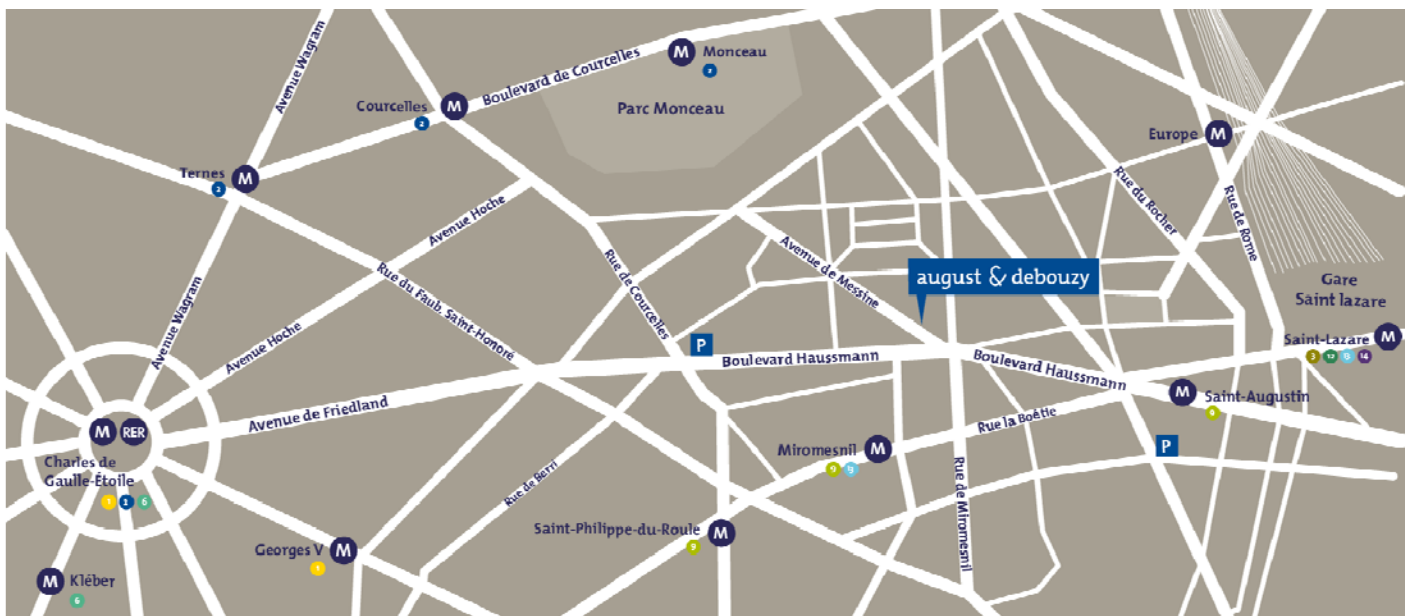 Avenue Wagram
Boulevard de Courcelles
M
Monceau
2
Parc Monceau
Courcelles
M
2
Europe
M
Ternes
M
2
Avenue Hoche
Rue du Rocher
Rue de Rome
Avenue de Messine
Rue de Courcelles
Rue du Faub. Saint-Honoré
august & debouzy
Gare
Saint lazare
Avenue Wagram
Avenue Hoche
P
Boulevard Haussmann
Boulevard Haussmann
Saint-Lazare
M
3 12 13 14
Avenue de Friedland
M
Saint-Augustin
9
Rue la Boétie
M
RER
Charles de
Gaulle-Étoile
1 2 6
Miromesnil
M
9 13
P
Rue de Berri
Rue de Miromesnil
Saint-Philippe-du-Roule
M
9
Georges V
M
1
M
Kléber
6